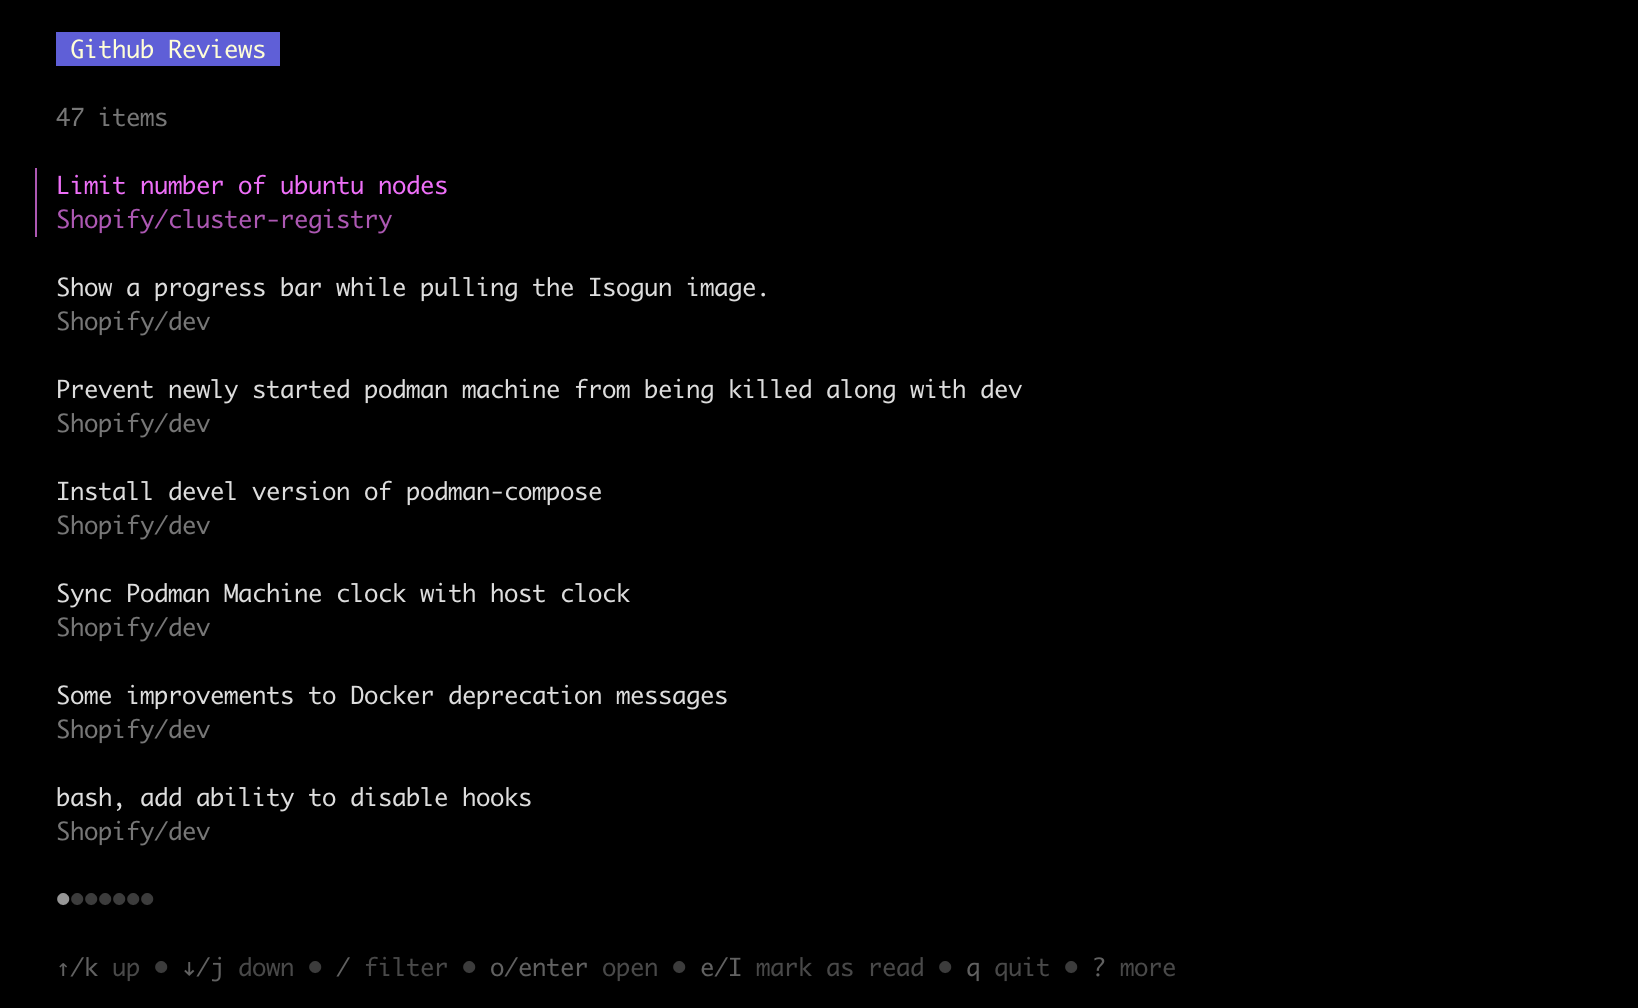 Github Reviews
47 items
Limit number of ubuntu nodes
Shopify/cluster-registry
Show a progress bar while pulling the Isogun image.
Shopify/dev
Prevent newly started podman machine from being killed along with dev
Shopify/dev
Install devel version of podman-compose
Shopify/dev
Sync Podman Machine clock with host clock
Shopify/dev
Some improvements to Docker deprecation messages
Shopify/dev
bash, add ability to disable hooks
Shopify/dev
↑/k up • ↓/j down • / filter • o/enter open • e/I mark as read • q quit • ? more